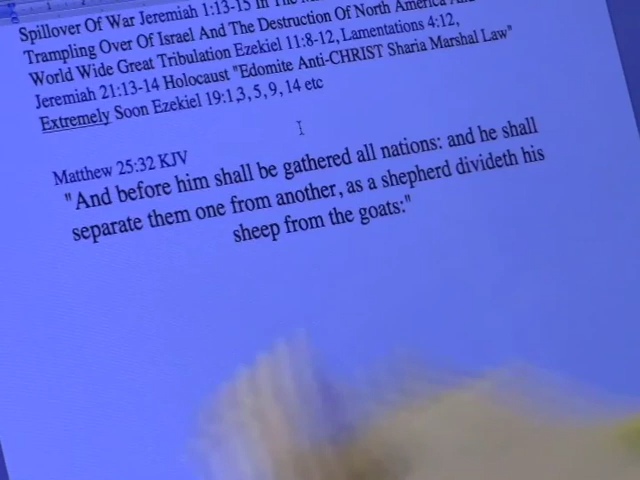 Spillover Of War Jeremiah 1:13-15 In The
Trampling Over Of Israel And The Destruction Of North America And
World Wide Great Tribulation Ezekiel 11:8-12, Lamentations 4:12,
Jeremiah 21:13-14 Holocaust "Edomite Anti-CHRIST Sharia Marshal Law"
Extremely Soon Ezekiel 19:1,3, 5, 9, 14 etc
Matthew 25:32 KJV
"And before him shall be gathered all nations: and he shall
separate them one from another, as a shepherd divideth his
sheep from the goats:"